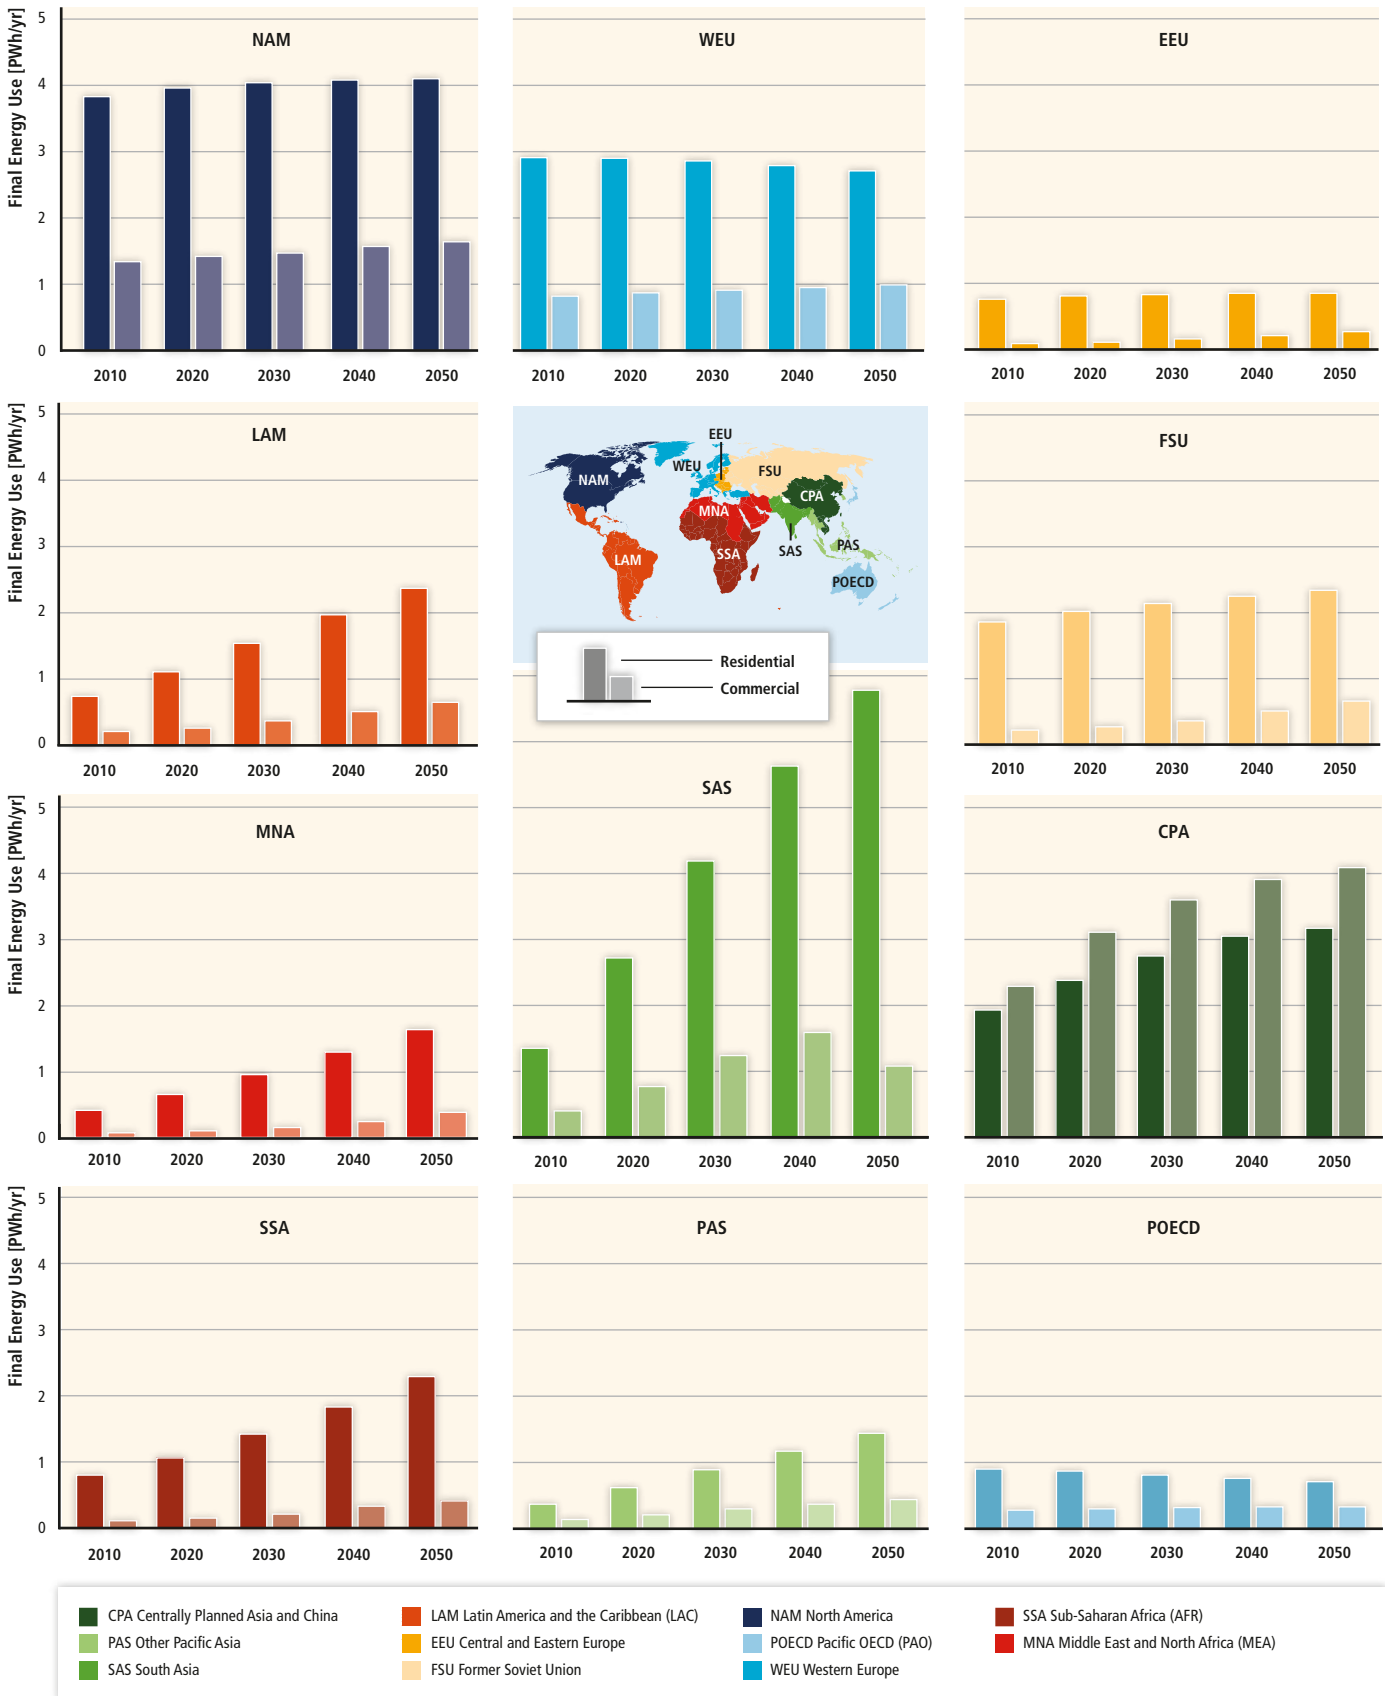 Final Energy Use [PWh/yr]
5
4
3
2
1
0
NAM
2010 2020 2030 2040 2050
WEU
2010 2020 2030 2040 2050
EEU
2010 2020 2030 2040 2050
Final Energy Use [PWh/yr]
5
4
3
2
1
0
LAM
2010 2020 2030 2040 2050
EEU
WEU
FSU
NAM
CPA
MNA
PAS
SAS
SSA
LAM
POECD
Residential
Commercial
FSU
2010 2020 2030 2040 2050
Final Energy Use [PWh/yr]
5
4
3
2
1
0
MNA
2010 2020 2030 2040 2050
SAS
2010 2020 2030 2040 2050
CPA
2010 2020 2030 2040 2050
Final Energy Use [PWh/yr]
5
4
3
2
1
0
SSA
2010 2020 2030 2040 2050
PAS
2010 2020 2030 2040 2050
POECD
2010 2020 2030 2040 2050
CPA Centrally Planned Asia and China
PAS Other Pacific Asia
SAS South Asia
LAM Latin America and the Caribbean (LAC)
EEU Central and Eastern Europe
FSU Former Soviet Union
NAM North America
POECD Pacific OECD (PAO)
WEU Western Europe
SSA Sub-Saharan Africa (AFR)
MNA Middle East and North Africa (MEA)